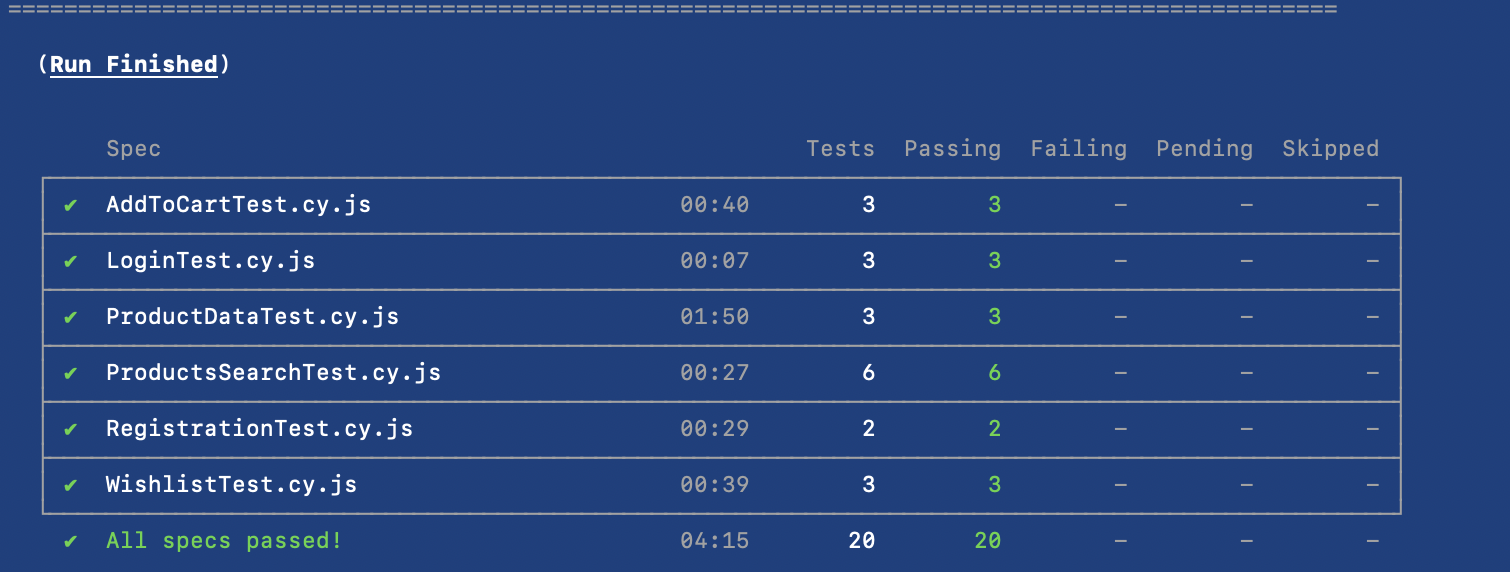 ====================================================================================================
(Run Finished)
Spec Tests Passing Failing Pending Skipped
✔ AddToCartTest.cy.js 00:40 3 3 – – –
✔ LoginTest.cy.js 00:07 3 3 – – –
✔ ProductDataTest.cy.js 01:50 3 3 – – –
✔ ProductsSearchTest.cy.js 00:27 6 6 – – –
✔ RegistrationTest.cy.js 00:29 2 2 – – –
✔ WishlistTest.cy.js 00:39 3 3 – – –
✔ All specs passed! 04:15 20 20 – – –